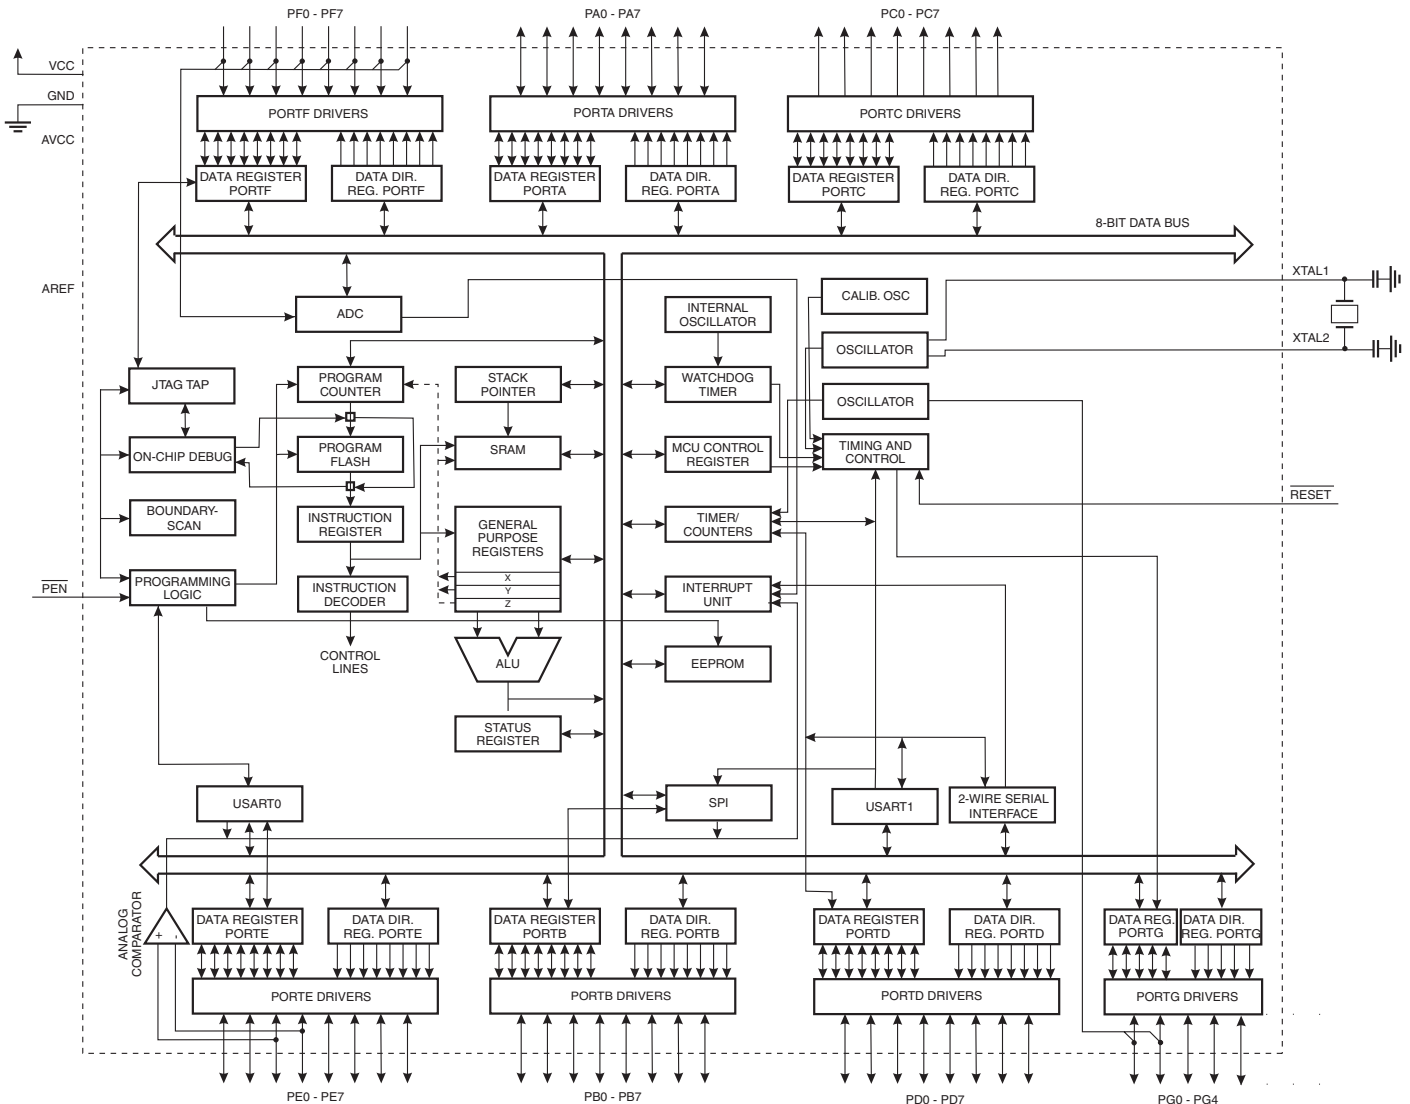 PF0 - PF7
PA0 - PA7
PC0 - PC7
VCC
GND
AVCC
PORTF DRIVERS
PORTA DRIVERS
PORTC DRIVERS
DATA REGISTER
PORTF
DATA DIR.
REG. PORTF
DATA REGISTER
PORTA
DATA DIR.
REG. PORTA
DATA REGISTER
PORTC
DATA DIR.
REG. PORTC
8-BIT DATA BUS
XTAL1
AREF
CALIB. OSC
ADC
INTERNAL
OSCILLATOR
XTAL2
OSCILLATOR
JTAG TAP
PROGRAM
COUNTER
STACK
POINTER
WATCHDOG
TIMER
OSCILLATOR
ON-CHIP DEBUG
PROGRAM
FLASH
SRAM
MCU CONTROL
REGISTER
TIMING AND
CONTROL
RESET
BOUNDARY-
SCAN
INSTRUCTION
REGISTER
GENERAL
PURPOSE
REGISTERS
X
Y
Z
TIMER/
COUNTERS
PEN
PROGRAMMING
LOGIC
INSTRUCTION
DECODER
INTERRUPT
UNIT
CONTROL
LINES
ALU
EEPROM
STATUS
REGISTER
USART0
SPI
USART1
2-WIRE SERIAL
INTERFACE
ANALOG
COMPARATOR
+
-
DATA REGISTER
PORTE
DATA DIR.
REG. PORTE
DATA REGISTER
PORTB
DATA DIR.
REG. PORTB
DATA REGISTER
PORTD
DATA DIR.
REG. PORTD
DATA REG.
PORTG
DATA DIR.
REG. PORTG
PORTE DRIVERS
PORTB DRIVERS
PORTD DRIVERS
PORTG DRIVERS
PE0 - PE7
PB0 - PB7
PD0 - PD7
PG0 - PG4